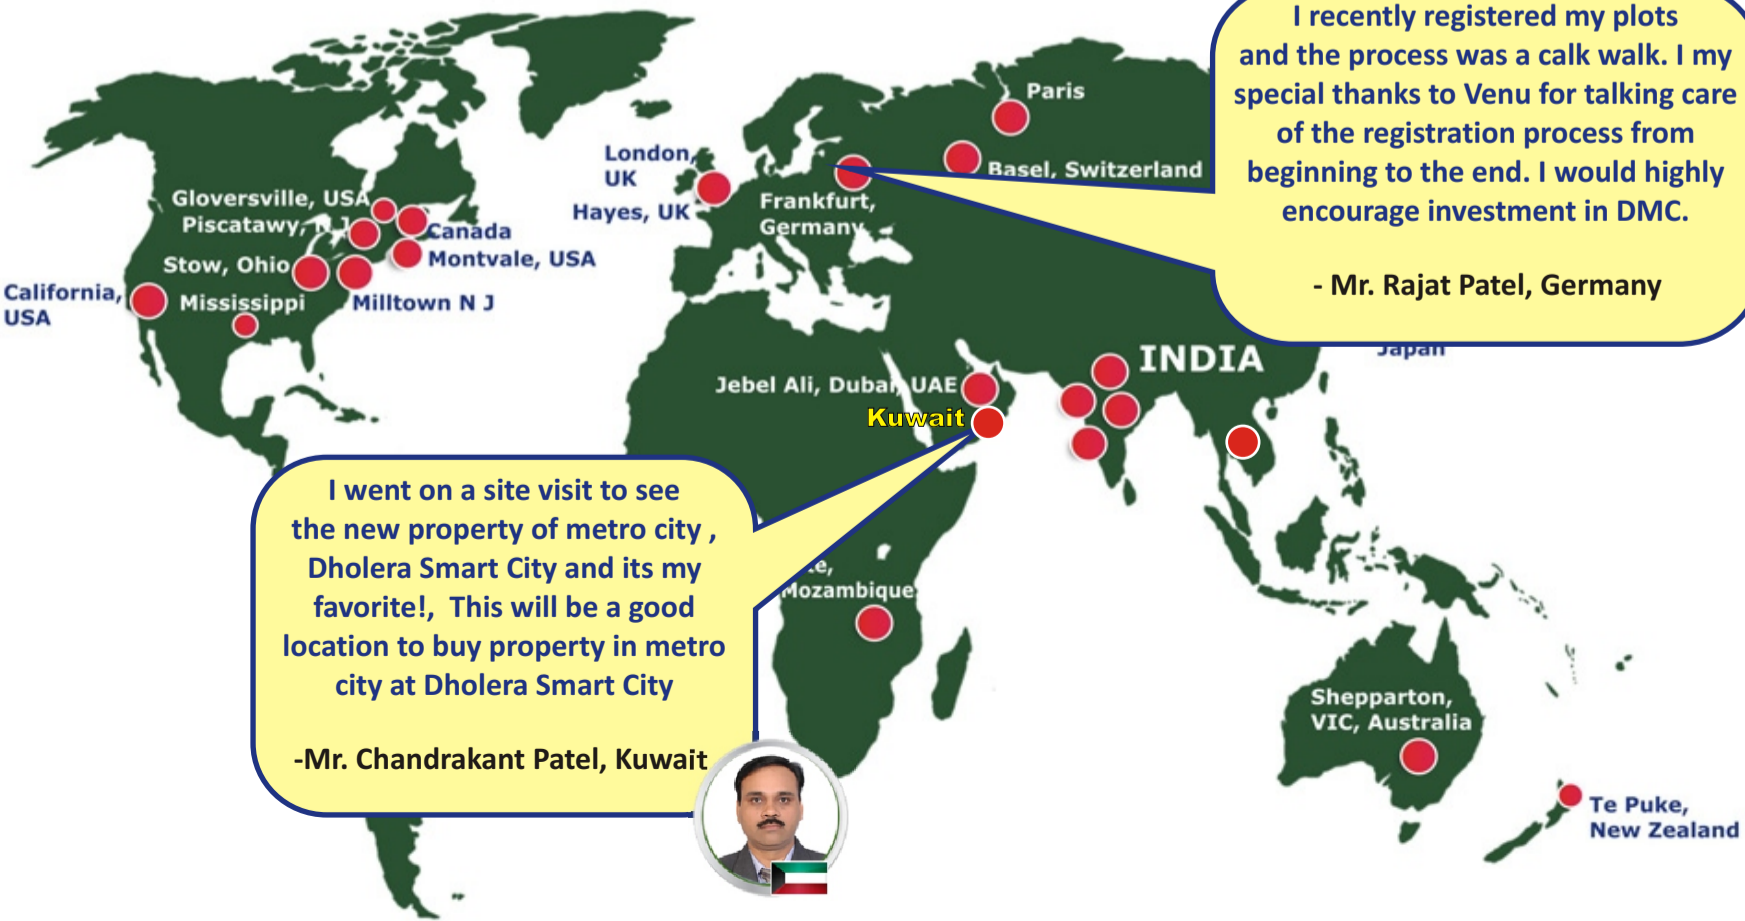 I recently registered my plots
and the process was a calk walk. I my
special thanks to Venu for talking care
of the registration process from
beginning to the end. I would highly
encourage investment in DMC.
- Mr. Rajat Patel, Germany
Paris
Basel, Switzerland
London,
UK
Hayes, UK
Frankfurt,
Germany
Gloversville, USA
Piscatawy, N J
Canada
Montvale, USA
Stow, Ohio
California,
USA
Mississippi
Milltown N J
Japan
INDIA
Jebel Ali, Dubai, UAE
Kuwait
I went on a site visit to see
the new property of metro city ,
Dholera Smart City and its my
favorite!, This will be a good
location to buy property in metro
city at Dholera Smart City
-Mr. Chandrakant Patel, Kuwait
Mozambique
Shepparton,
VIC, Australia
Te Puke,
New Zealand